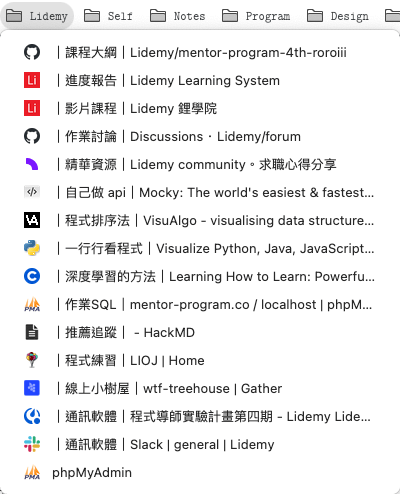 Lidemy Self Notes Program Design
｜課程大綱｜Lidemy/mentor-program-4th-roroiii
｜進度報告｜Lidemy Learning System
｜影片課程｜Lidemy 鋰學院
｜作業討論｜Discussions · Lidemy/forum
｜精華資源｜Lidemy community。求職心得分享
｜自己做 api｜Mocky: The world's easiest & fastest...
｜程式排序法｜VisuAlgo - visualising data structure...
｜一行行看程式｜Visualize Python, Java, JavaScript...
｜深度學習的方法｜Learning How to Learn: Powerfu...
｜作業SQL｜mentor-program.co / localhost | phpM...
｜推薦追蹤｜ - HackMD
｜程式練習｜LIOJ | Home
｜線上小樹屋｜wtf-treehouse | Gather
｜通訊軟體｜程式導師實驗計畫第四期 - Lidemy Lide...
｜通訊軟體｜Slack | general | Lidemy
phpMyAdmin